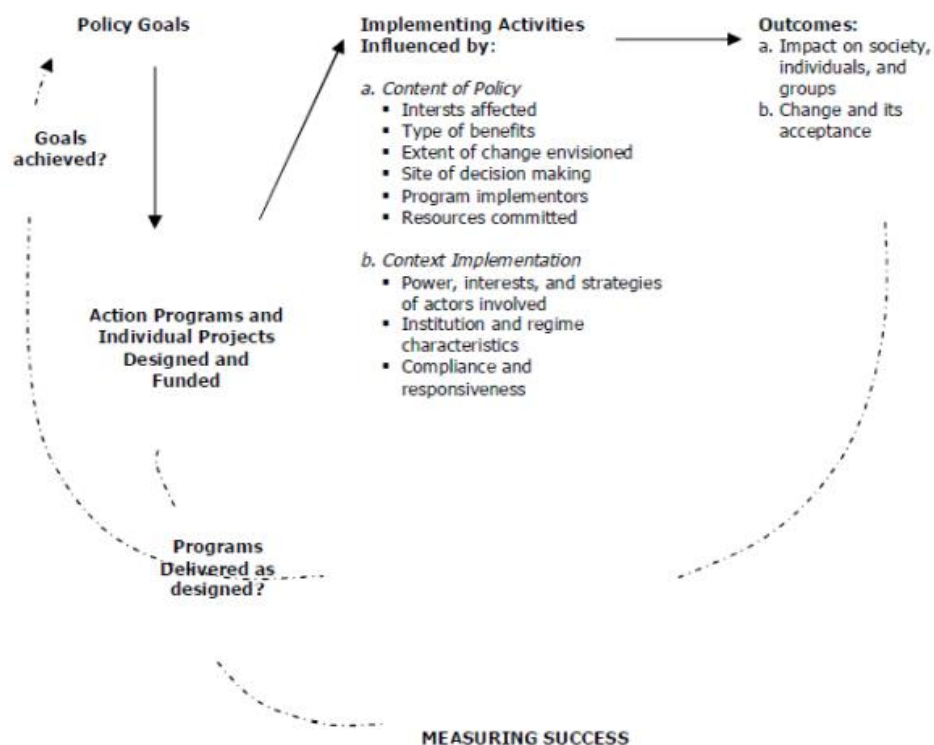 Policy Goals
Goals
achieved?
Action Programs and
Individual Projects
Designed and
Funded
Programs
Delivered as
designed?
Implementing Activities
Influenced by:
a. Content of Policy
▪ Intersts affected
▪ Type of benefits
▪ Extent of change envisioned
▪ Site of decision making
▪ Program implementors
▪ Resources committed
b. Context Implementation
▪ Power, interests, and strategies
of actors involved
▪ Institution and regime
characteristics
▪ Compliance and
responsiveness
Outcomes:
a. Impact on society,
individuals, and
groups
b. Change and its
acceptance
MEASURING SUCCESS